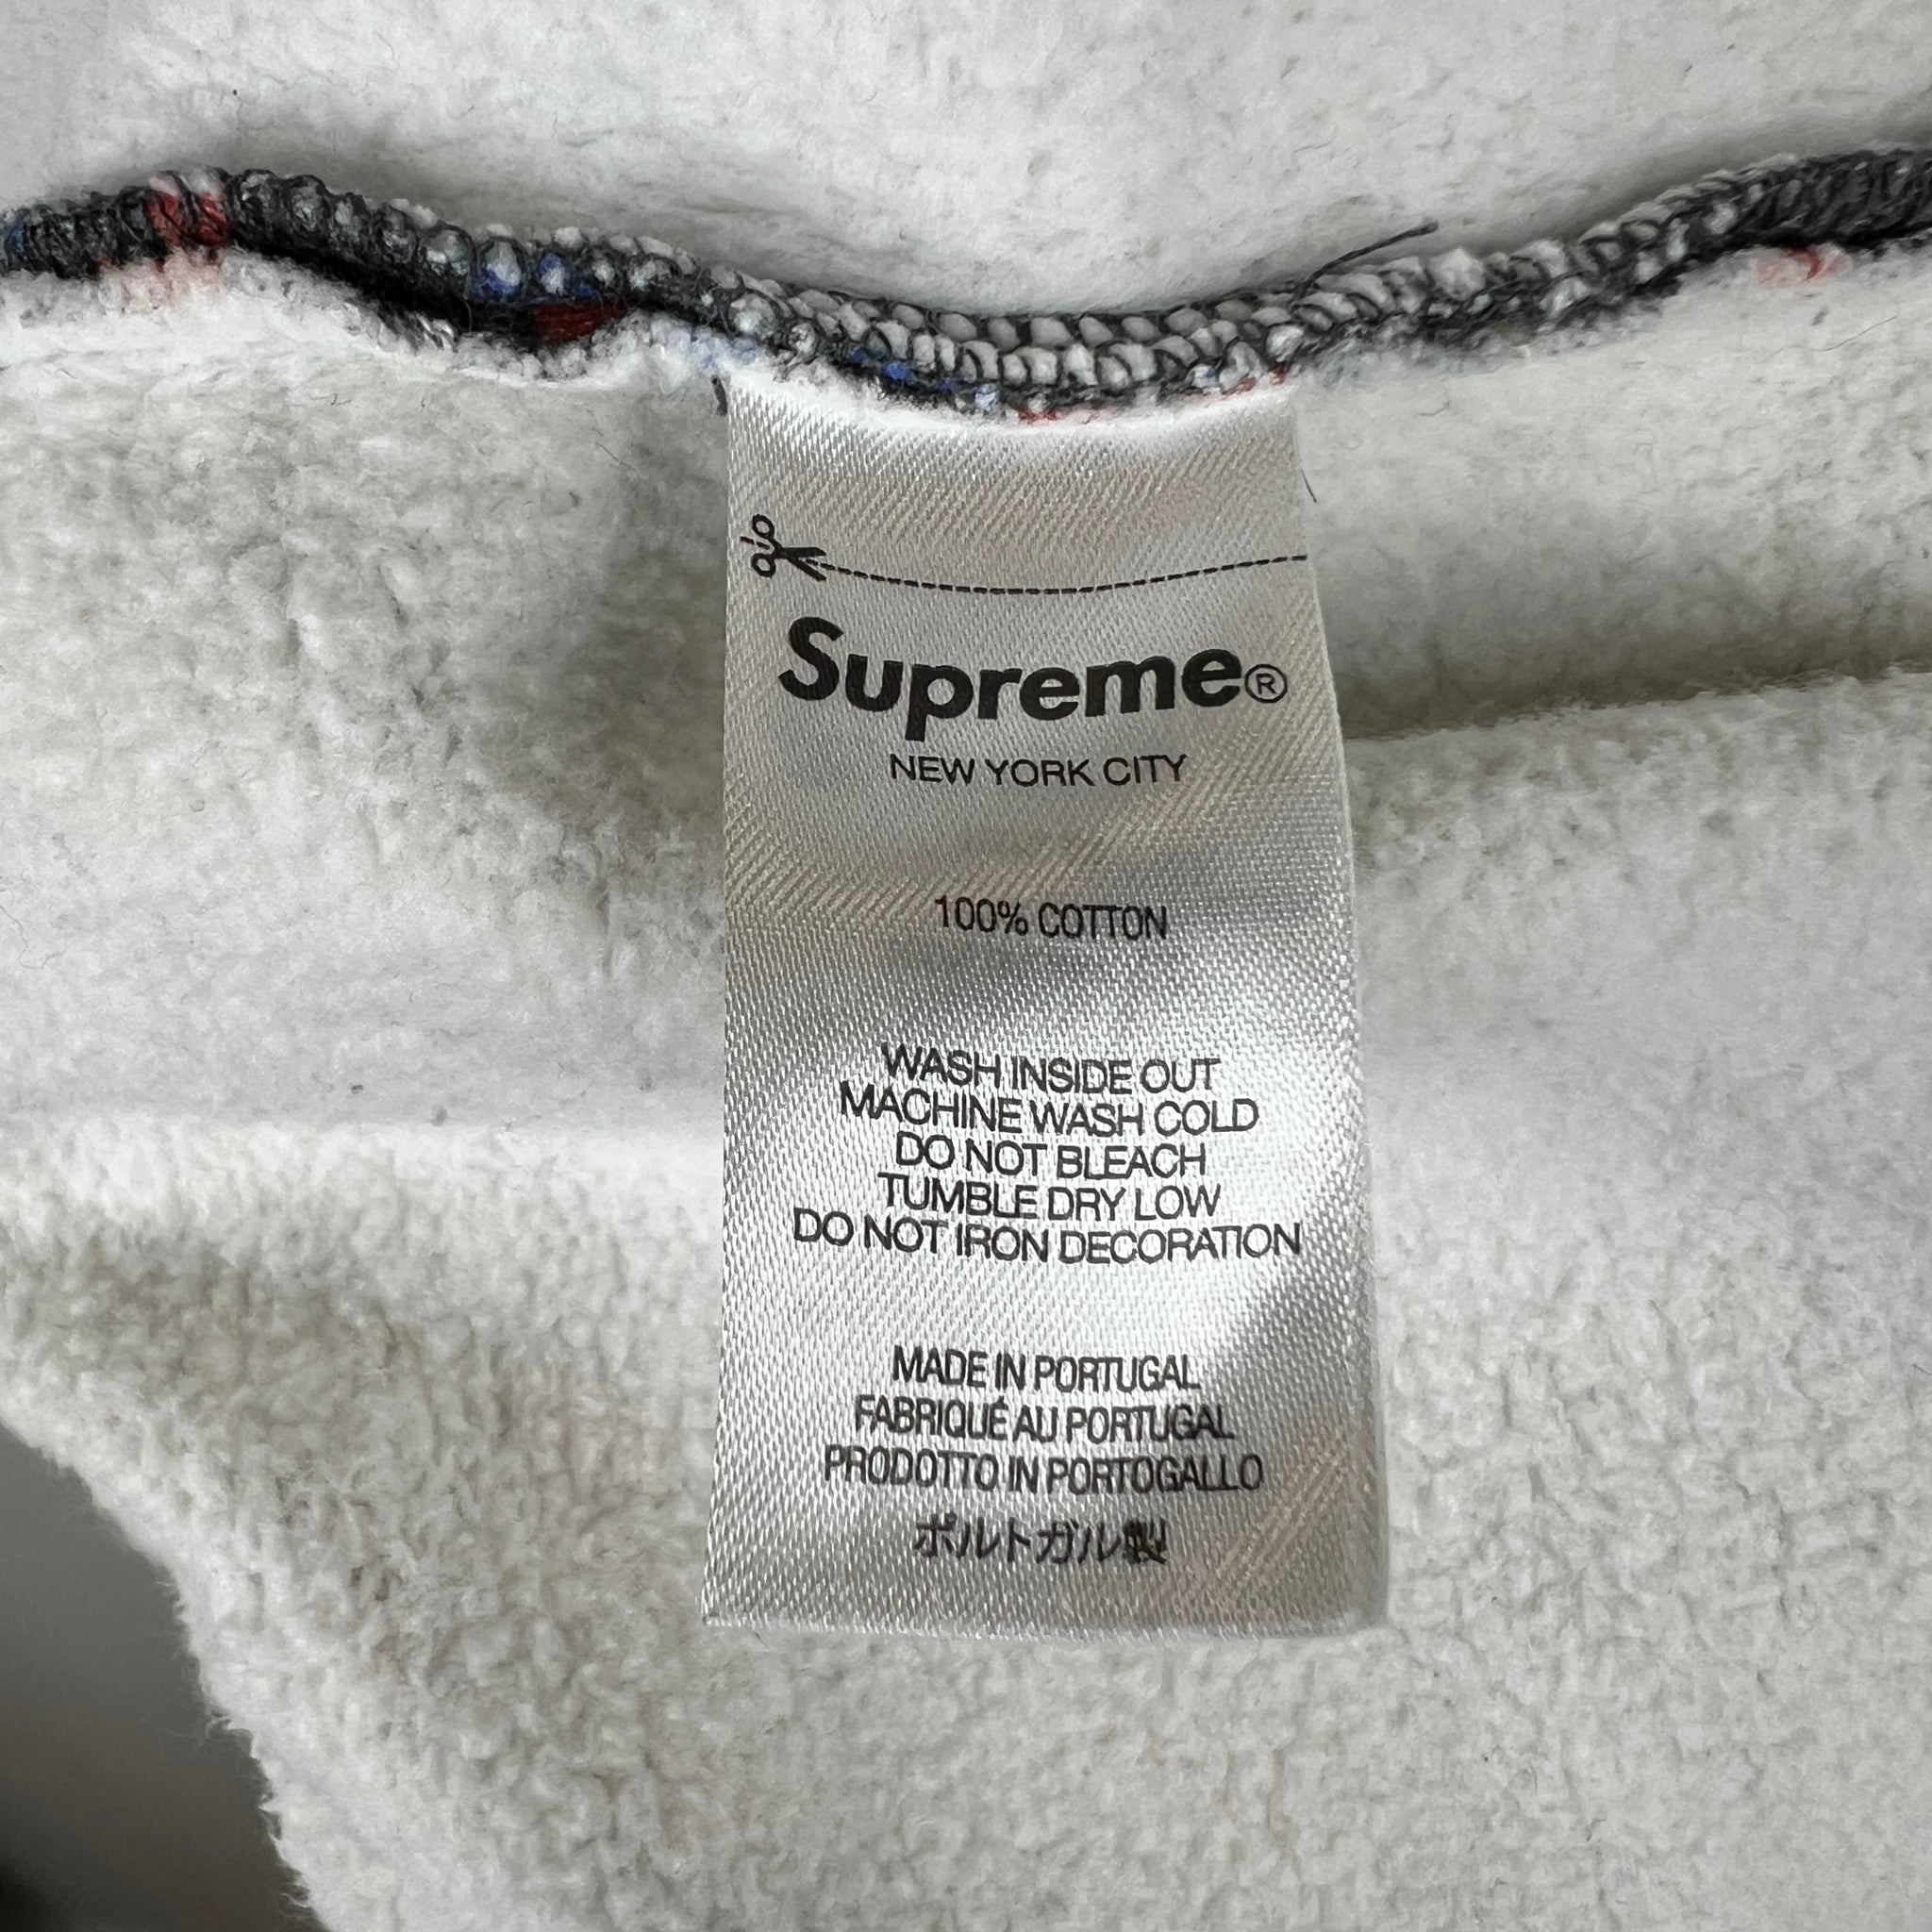 Supreme®
NEW YORK CITY
100% COTTON
WASH INSIDE OUT
MACHINE WASH COLD
DO NOT BLEACH
TUMBLE DRY LOW
DO NOT IRON DECORATION
MADE IN PORTUGAL
FABRIQUÉ AU PORTUGAL
PRODOTTO IN PORTOGALLO
ポルトガル製